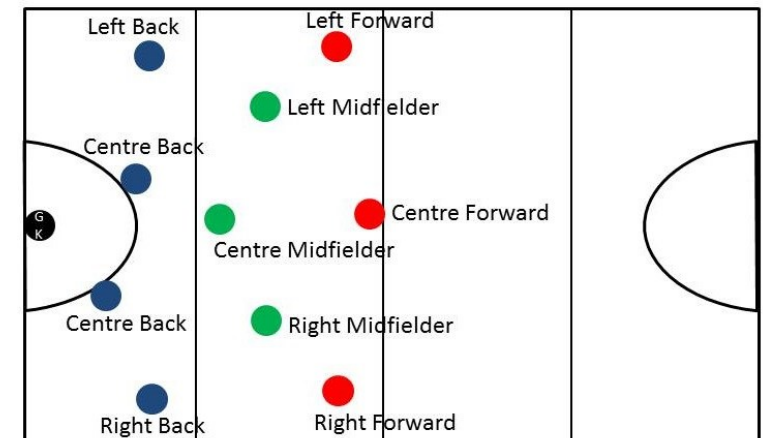 Left Forward
Left Back
Left Midfielder
Centre Back
G
K
Centre Forward
Centre Midfielder
Centre Back
Right Midfielder
Right Forward
Right Back